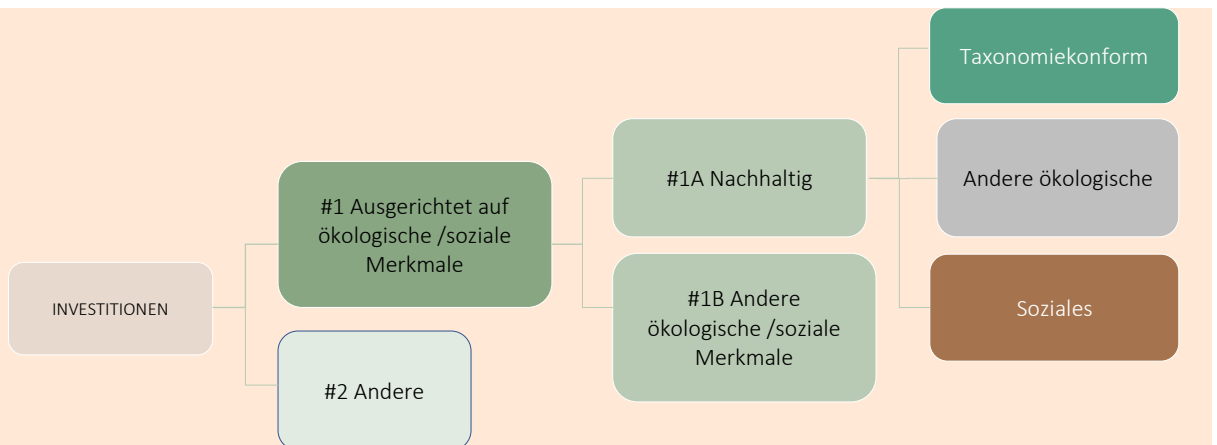 INVESTITIONEN
#1 Ausgerichtet auf
ökologische /soziale
Merkmale
#2 Andere
#1A Nachhaltig
#1B Andere
ökologische /soziale
Merkmale
Taxonomiekonform
Andere ökologische
Soziales